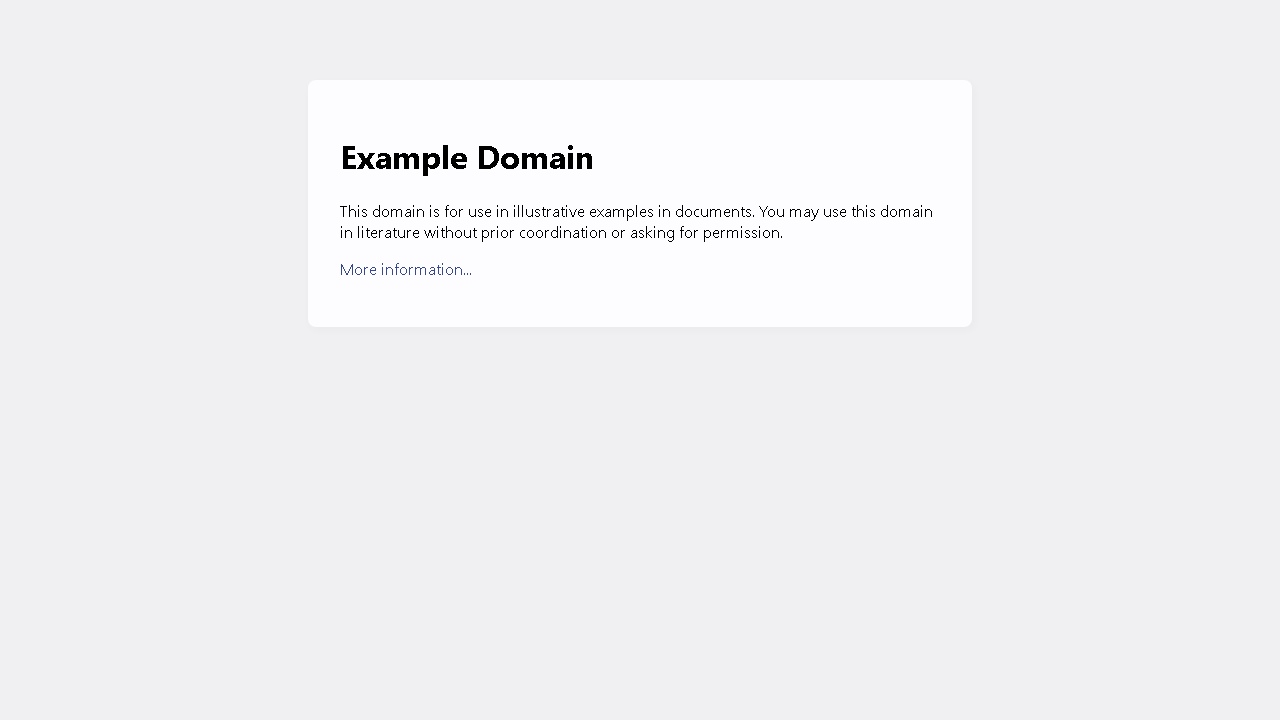 Example Domain
This domain is for use in illustrative examples in documents. You may use this domain
in literature without prior coordination or asking for permission.
More information...